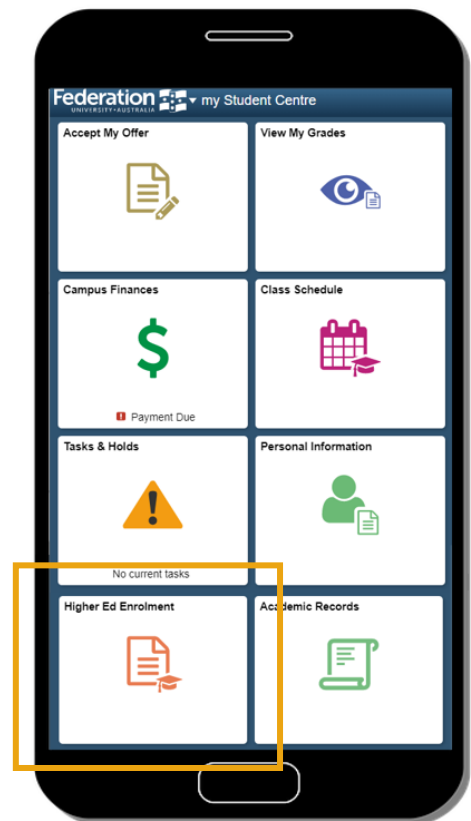 Federation
UNIVERSITY • AUSTRALIA
my Student Centre
Accept My Offer
View My Grades
Campus Finances
Payment Due
Class Schedule
Tasks & Holds
No current tasks
Personal Information
Higher Ed Enrolment
Academic Records